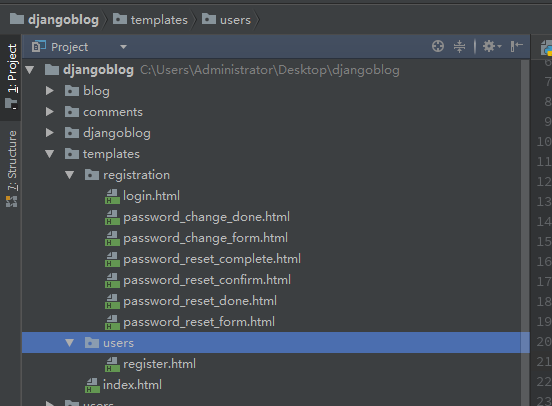 djangoblog templates users
1: Project
Project
7: Structure
djangoblog C:\Users\Administrator\Desktop\djangoblog
blog
comments
djangoblog
templates
registration
login.html
password_change_done.html
password_change_form.html
password_reset_complete.html
password_reset_confirm.html
password_reset_done.html
password_reset_form.html
users
register.html
index.html
users
6
7
8
9
10
11
12
13
14
15
16
17
18
19
20
21
22
23